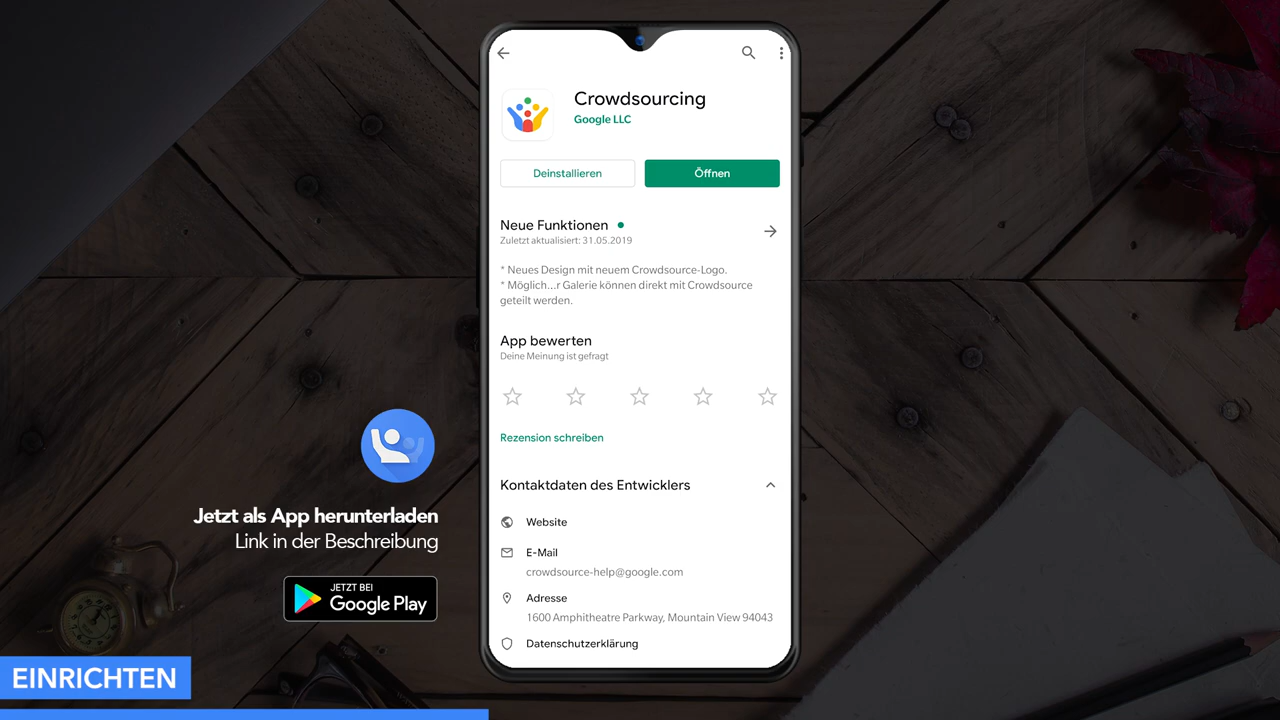 Crowdsourcing
Google LLC
Deinstallieren
Öffnen
Neue Funktionen
Zuletzt aktualisiert: 31.05.2019
* Neues Design mit neuem Crowdsource-Logo.
* Möglich...r Galerie können direkt mit Crowdsource
geteilt werden.
App bewerten
Deine Meinung ist gefragt
Rezension schreiben
Kontaktdaten des Entwicklers
Website
E-Mail
crowdsource-help@google.com
Adresse
1600 Amphitheatre Parkway, Mountain View 94043
Datenschutzerklärung
Jetzt als App herunterladen
Link in der Beschreibung
JETZT BEI
Google Play
EINRICHTEN